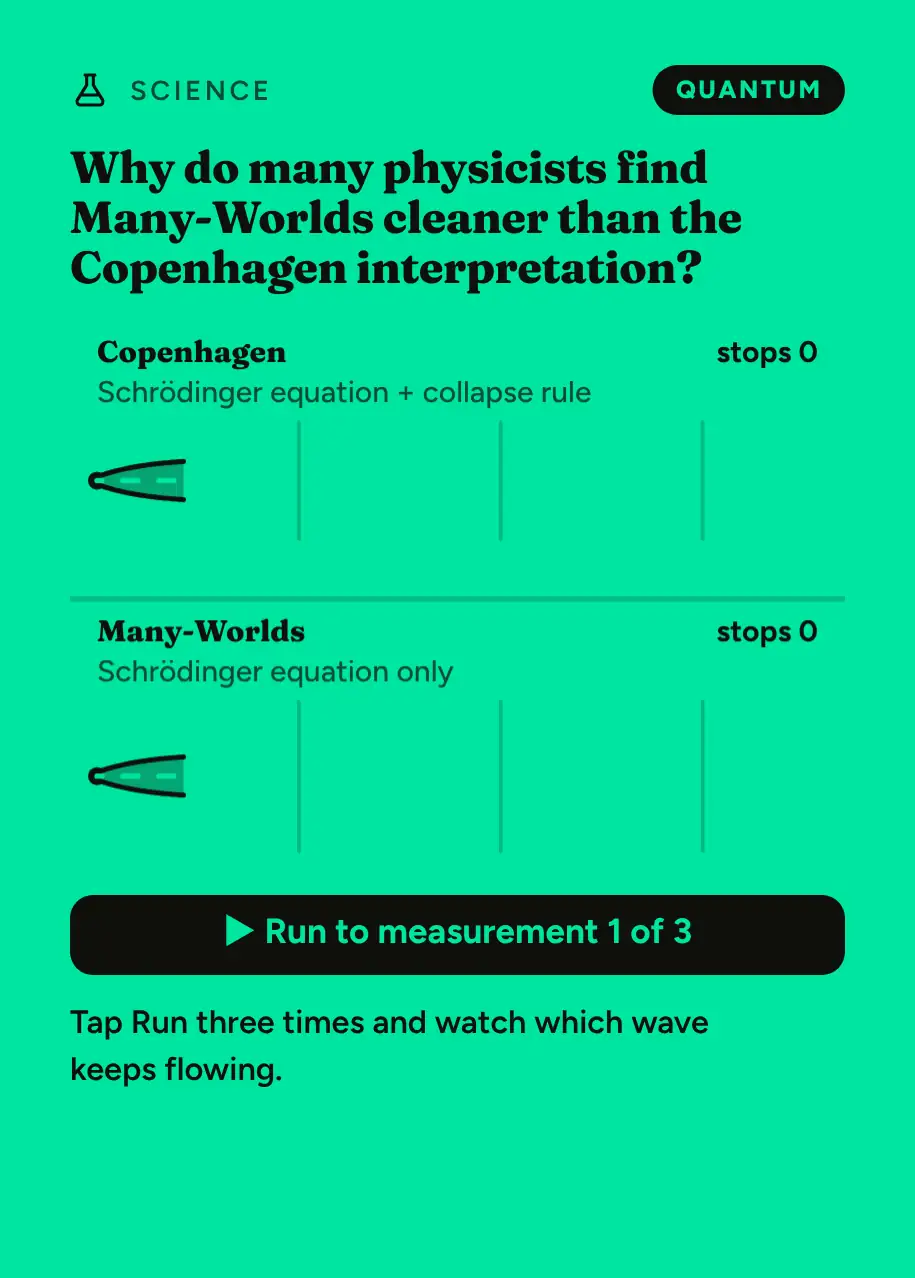 SCIENCE
QUANTUM
Why do many physicists find
Many-Worlds cleaner than the
Copenhagen interpretation?
Copenhagen
stops 0
Schrödinger equation + collapse rule
Many-Worlds
stops 0
Schrödinger equation only
▶ Run to measurement 1 of 3
Tap Run three times and watch which wave
keeps flowing.